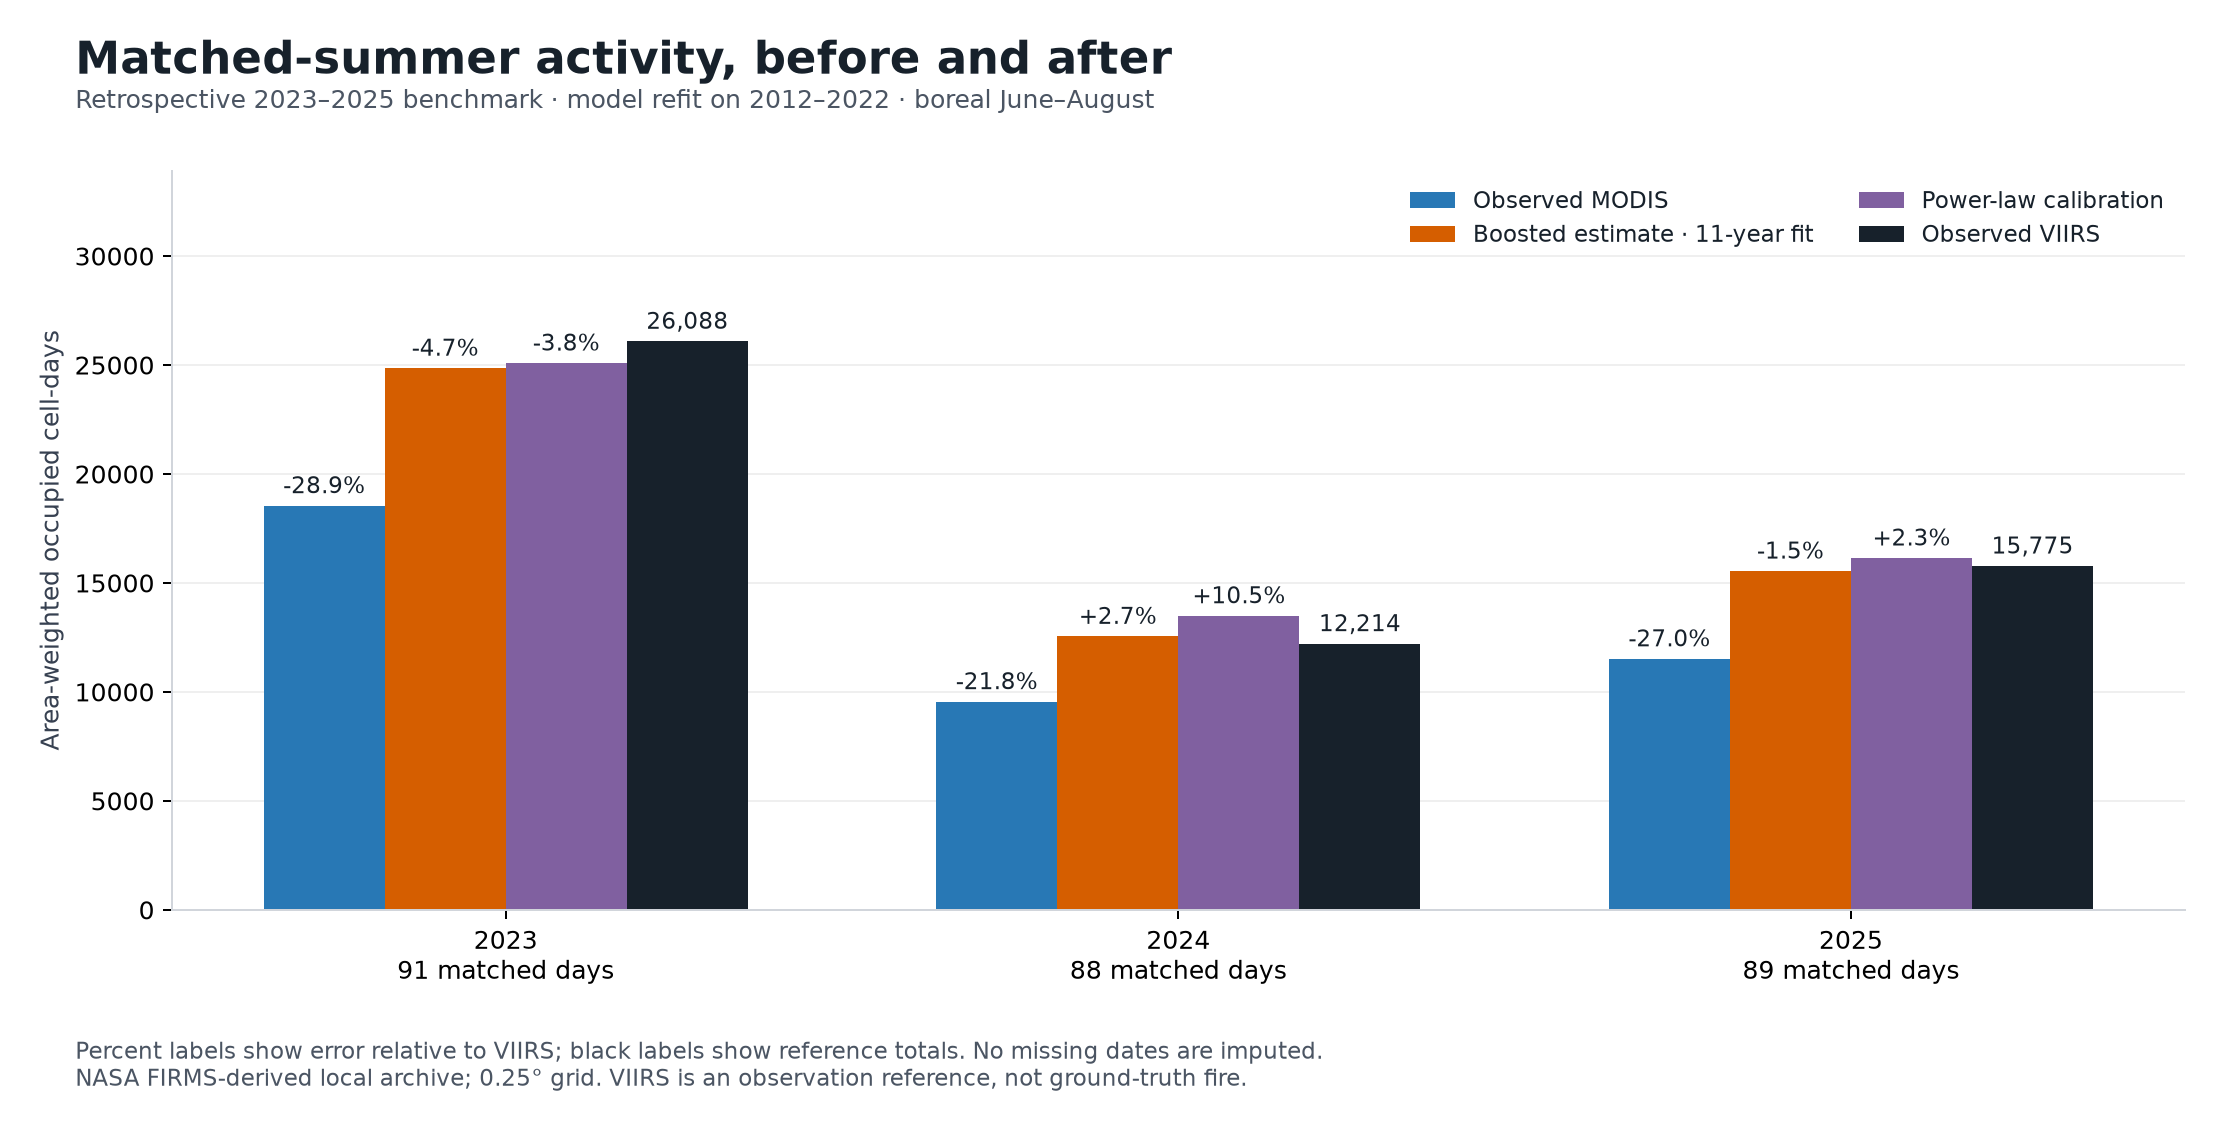 Matched-summer activity, before and after
Retrospective 2023–2025 benchmark · model refit on 2012–2022 · boreal June–August
Observed MODIS
Boosted estimate · 11-year fit
Power-law calibration
Observed VIIRS
Area-weighted occupied cell-days
30000
25000
20000
15000
10000
5000
0
-28.9%
-4.7%
-3.8%
26,088
-21.8%
+2.7%
+10.5%
12,214
-27.0%
-1.5%
+2.3%
15,775
2023
91 matched days
2024
88 matched days
2025
89 matched days
Percent labels show error relative to VIIRS; black labels show reference totals. No missing dates are imputed.
NASA FIRMS-derived local archive; 0.25° grid. VIIRS is an observation reference, not ground-truth fire.